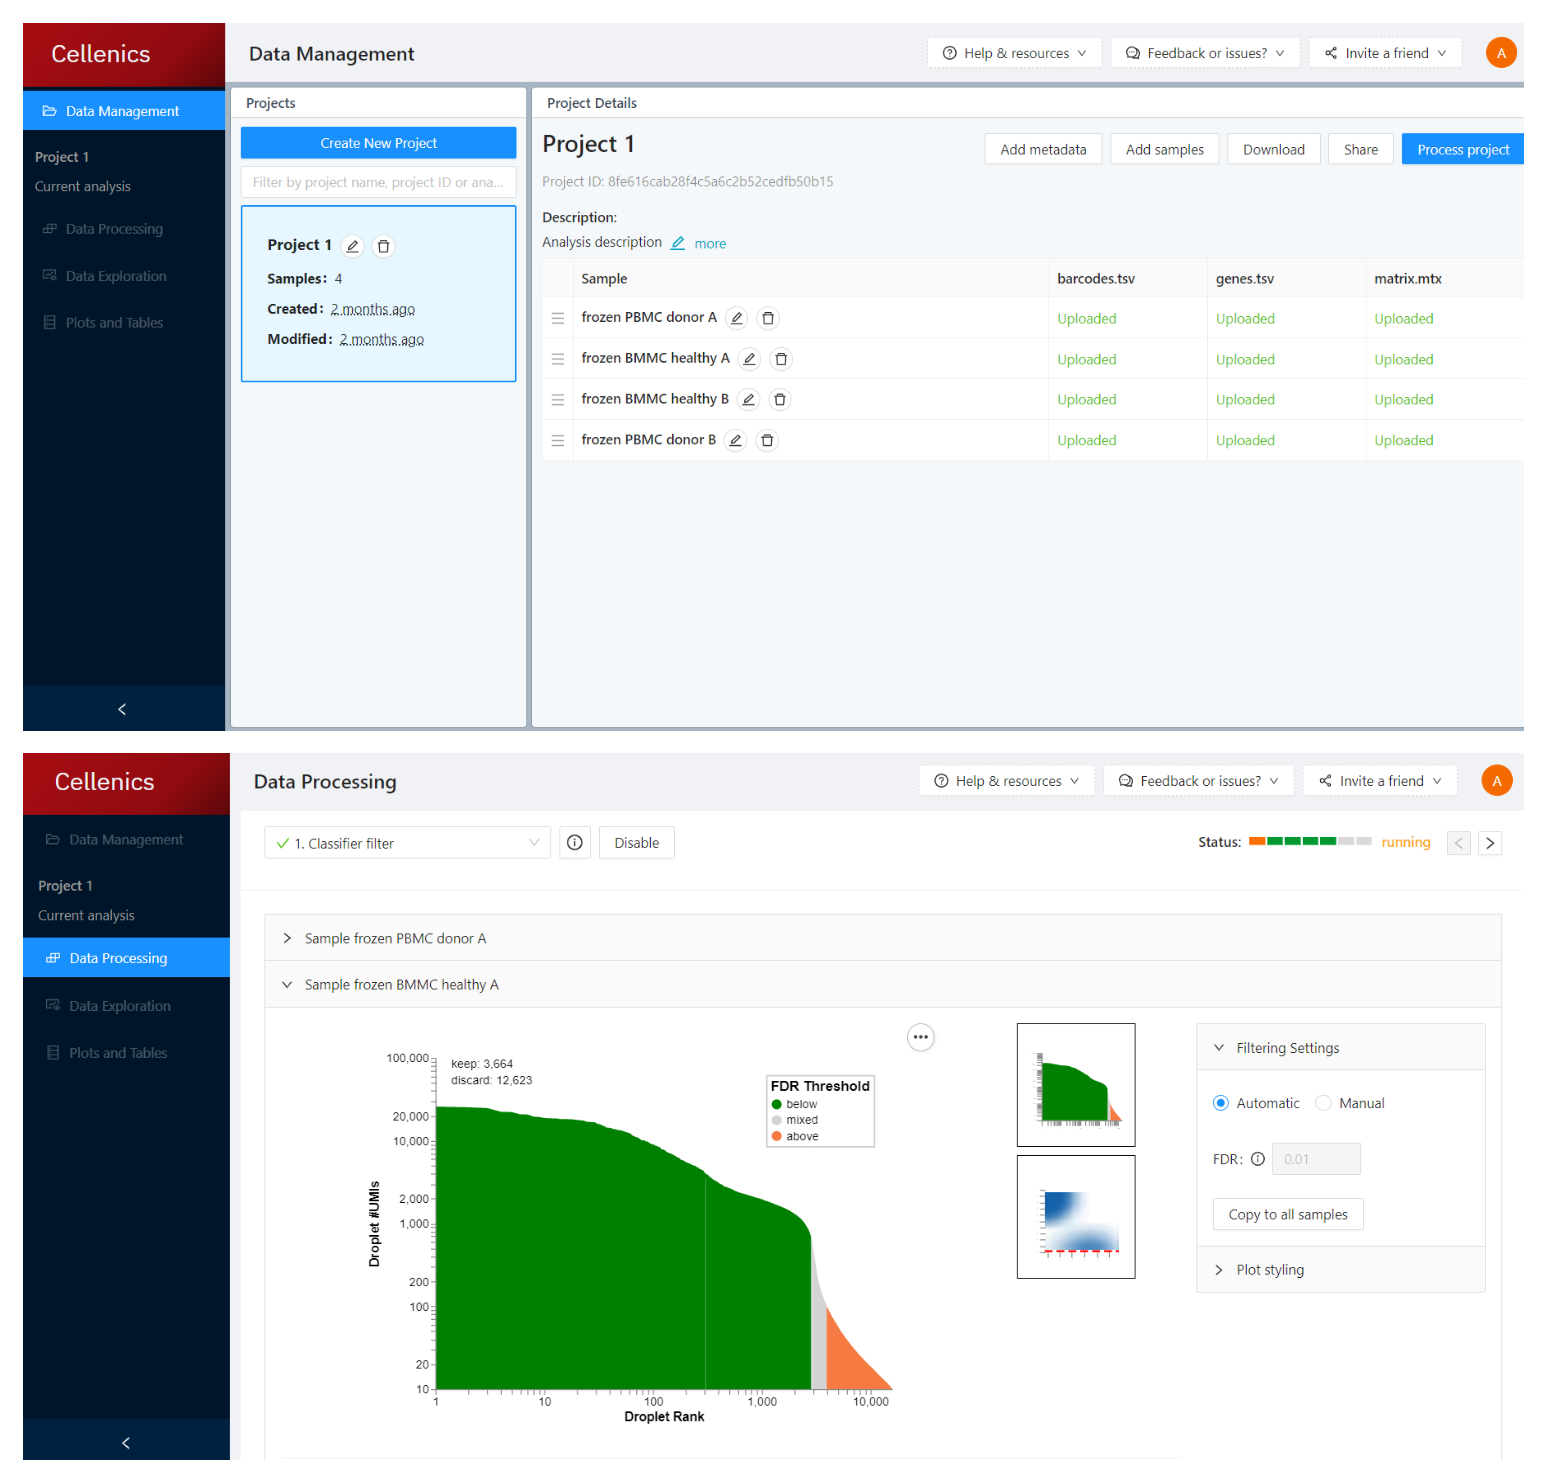 Cellenics
Data Management
Help & resources
Feedback or issues?
Invite a friend
A
Data Management
Project 1
Current analysis
Data Processing
Data Exploration
Plots and Tables
Projects
Create New Project
Filter by project name, project ID or ana...
Project 1
Samples: 4
Created: 2 months ago
Modified: 2 months ago
Project Details
Project 1
Add metadata
Add samples
Download
Share
Process project
Project ID: 8fe616cab28f4c5a6c2b52cedfb50b15
Description:
Analysis description more
Sample barcodes.tsv genes.tsv matrix.mtx
frozen PBMC donor A Uploaded Uploaded Uploaded
frozen BMMC healthy A Uploaded Uploaded Uploaded
frozen BMMC healthy B Uploaded Uploaded Uploaded
frozen PBMC donor B Uploaded Uploaded Uploaded
Cellenics
Data Processing
Help & resources
Feedback or issues?
Invite a friend
A
Data Management
Project 1
Current analysis
Data Processing
Data Exploration
Plots and Tables
1. Classifier filter
Disable
Status: running
Sample frozen PBMC donor A
Sample frozen BMMC healthy A
keep: 3,664
discard: 12,623
FDR Threshold
below
mixed
above
100,000
20,000
10,000
2,000
1,000
200
100
20
10
Droplet #UMIs
1 10 100 1,000 10,000
Droplet Rank
Filtering Settings
Automatic Manual
FDR: 0.01
Copy to all samples
Plot styling